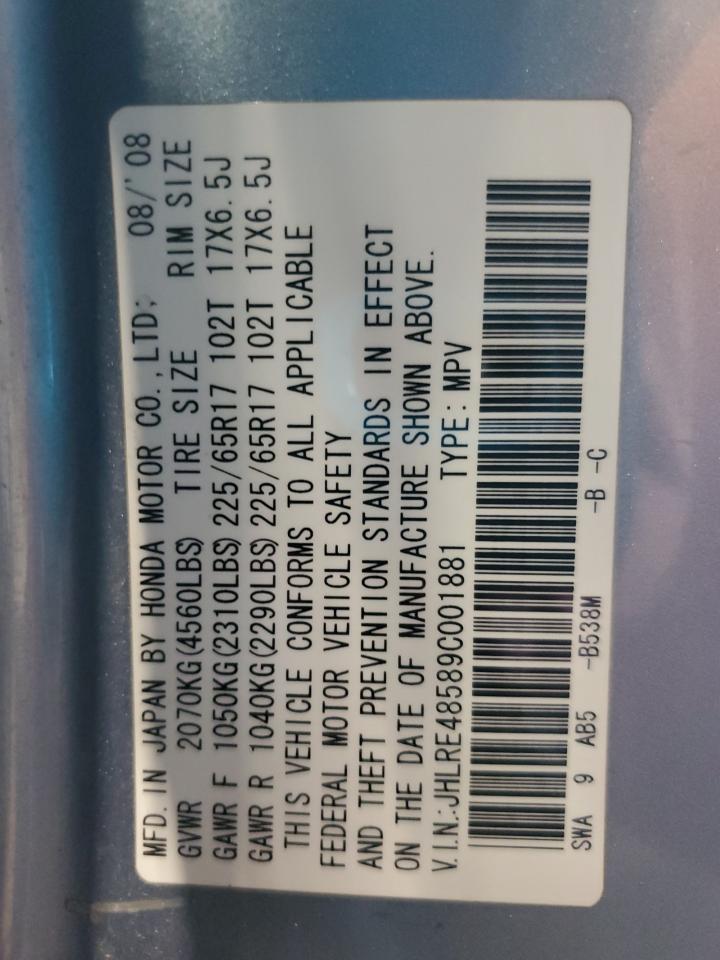 MFD. IN JAPAN BY HONDA MOTOR CO., LTD. 08/'08
GVWR 2070KG(4560LBS) TIRE SIZE RIM SIZE
GAWR F 1050KG(2310LBS) 225/65R17 102T 17X6.5J
GAWR R 1040KG(2290LBS) 225/65R17 102T 17X6.5J
THIS VEHICLE CONFORMS TO ALL APPLICABLE
FEDERAL MOTOR VEHICLE SAFETY
AND THEFT PREVENTION STANDARDS IN EFFECT
ON THE DATE OF MANUFACTURE SHOWN ABOVE.
V.I.N.:JHLRE48589C001881 TYPE: MPV
SWA 9 AB5 -B538M -B -C